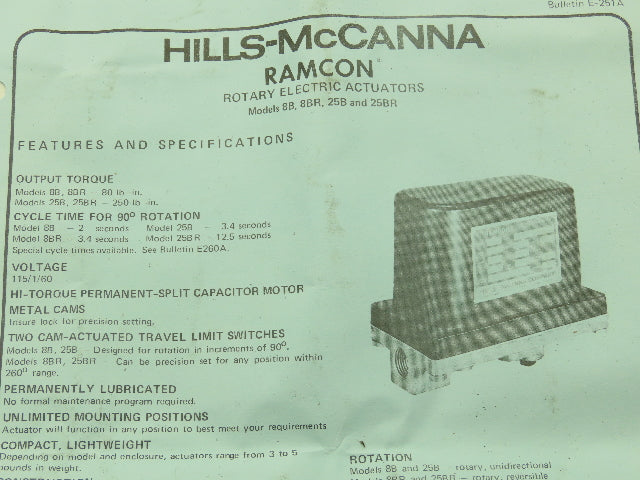 Bulletin E-251A
HILLS-McCANNA
RAMCON
ROTARY ELECTRIC ACTUATORS
Models 8B, 8BR, 25B and 25BR
FEATURES AND SPECIFICATIONS
OUTPUT TORQUE
Models 8B, 8BR - 80 lb-in.
Models 25B, 25BR - 250 lb-in.
CYCLE TIME FOR 90° ROTATION
Model 8B - 2 seconds Model 25B - 3.4 seconds
Model 8BR - 3.4 seconds Model 25BR - 12.5 seconds
Special cycle times available. See Bulletin E260A.
VOLTAGE
115/1/60
HI-TORQUE PERMANENT-SPLIT CAPACITOR MOTOR
METAL CAMS
Insure lock for precision setting.
TWO CAM-ACTUATED TRAVEL LIMIT SWITCHES
Models 8B, 25B - Designed for rotation in increments of 90°.
Models 8BR, 25BR - Can be precision set for any position within
260° range.
PERMANENTLY LUBRICATED
No formal maintenance program required.
UNLIMITED MOUNTING POSITIONS
Actuator will function in any position to best meet your requirements
COMPACT, LIGHTWEIGHT
Depending on model and enclosure, actuators range from 3 to 5
pounds in weight.
ROTATION
Models 8B and 25B - rotary, unidirectional
Models 8BR and 25BR - rotary, reversible